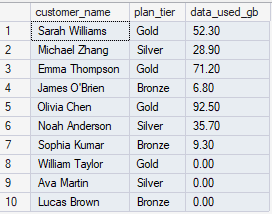 customer_name plan_tier data_used_gb
1 Sarah Williams Gold 52.30
2 Michael Zhang Silver 28.90
3 Emma Thompson Gold 71.20
4 James O'Brien Bronze 6.80
5 Olivia Chen Gold 92.50
6 Noah Anderson Silver 35.70
7 Sophia Kumar Bronze 9.30
8 William Taylor Gold 0.00
9 Ava Martin Silver 0.00
10 Lucas Brown Bronze 0.00